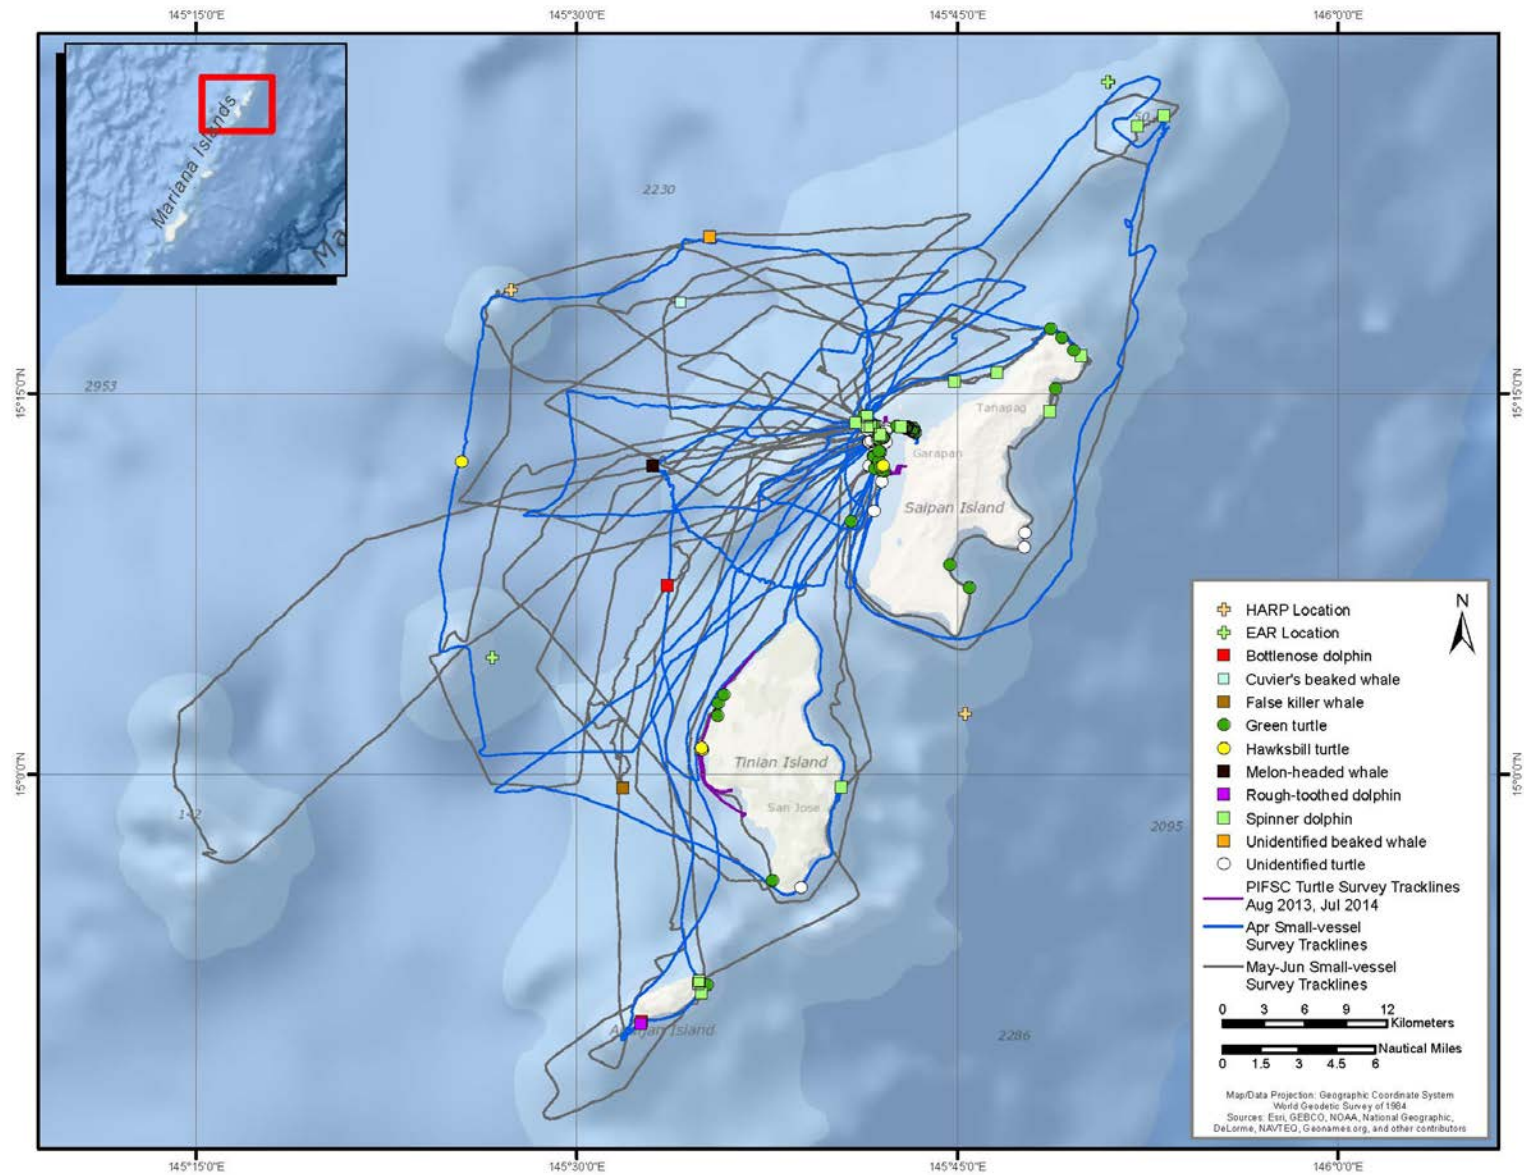 145°15'0"E
145°30'0"E
145°45'0"E
146°0'0"E
Mariana Islands
Ma
50
2230
2953
15°15'0"N
15°15'0"N
Tanapag
Garapan
Saipan Island
Tinian Island
San Jose
15°0'0"N
15°0'0"N
142
2095
2286
Island
HARP Location
EAR Location
Bottlenose dolphin
Cuvier's beaked whale
False killer whale
Green turtle
Hawksbill turtle
Melon-headed whale
Rough-toothed dolphin
Spinner dolphin
Unidentified beaked whale
Unidentified turtle
PIFSC Turtle Survey Tracklines
Aug 2013, Jul 2014
Apr Small-vessel
Survey Tracklines
May-Jun Small-vessel
Survey Tracklines
N
0 3 6 9 12
Kilometers
Nautical Miles
0 1.5 3 4.5 6
Map/Data Projection: Geographic Coordinate System
World Geodetic Survey of 1984
Sources: Esri, GEBCO, NOAA, National Geographic,
DeLorme, NAVTEQ, Geonames.org, and other contributors
145°15'0"E
145°30'0"E
145°45'0"E
146°0'0"E